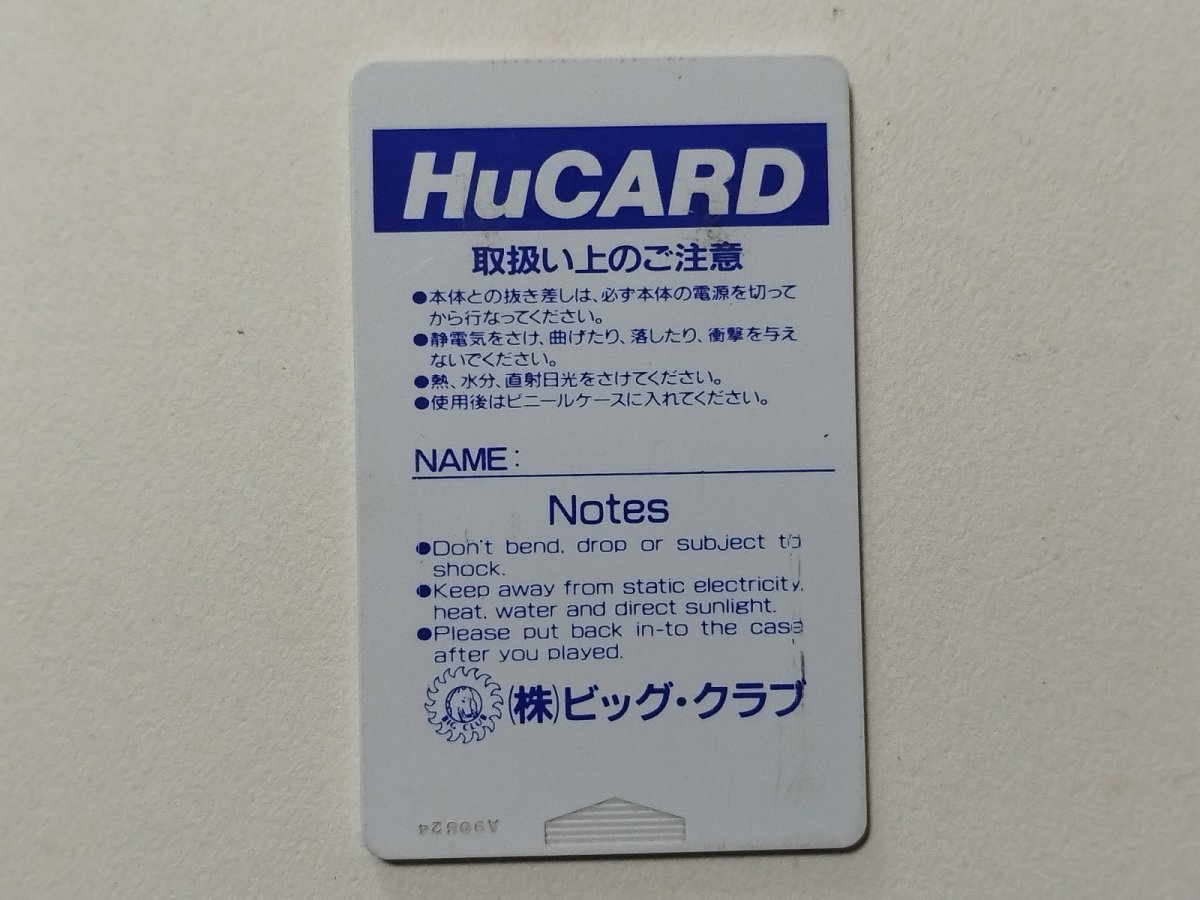 HuCARD
取扱い上のご注意
●本体との抜き差しは、必ず本体の電源を切って
から行なってください。
●静電気をさけ、曲げたり、落したり、衝撃を与え
ないでください。
●熱、水分、直射日光をさけてください。
●使用後はビニールケースに入れてください。
NAME:
Notes
●Don't bend, drop or subject to
shock.
●Keep away from static electricity,
heat, water and direct sunlight.
●Please put back in-to the case
after you played.
BIG CLUB
(株)ビッグ・クラブ
A90524